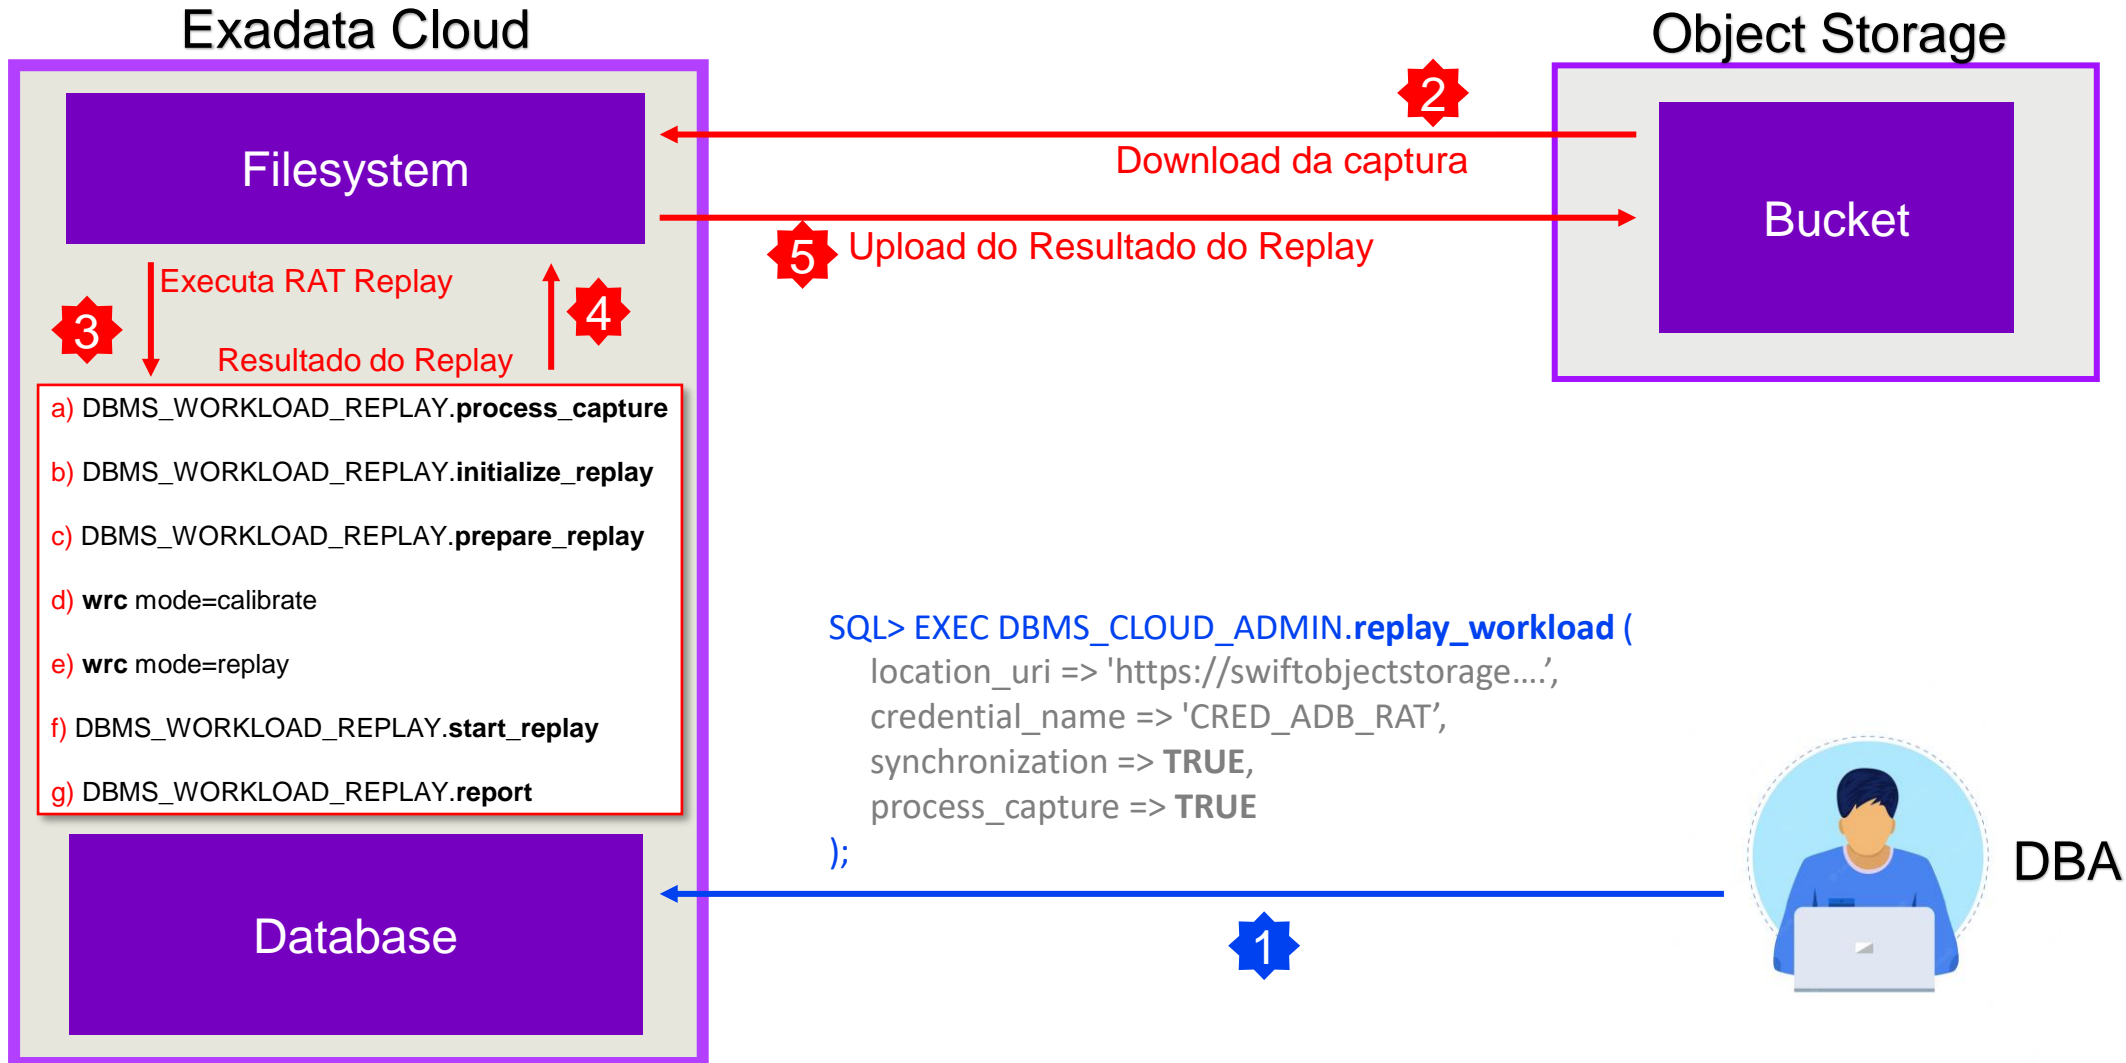 Exadata Cloud
Object Storage
Filesystem
2
Download da captura
Bucket
5 Upload do Resultado do Replay
Executa RAT Replay
3
4
Resultado do Replay
a) DBMS_WORKLOAD_REPLAY.process_capture
b) DBMS_WORKLOAD_REPLAY.initialize_replay
c) DBMS_WORKLOAD_REPLAY.prepare_replay
d) wrc mode=calibrate
e) wrc mode=replay
f) DBMS_WORKLOAD_REPLAY.start_replay
g) DBMS_WORKLOAD_REPLAY.report
SQL> EXEC DBMS_CLOUD_ADMIN.replay_workload (
location_uri => 'https://swiftobjectstorage....’,
credential_name => 'CRED_ADB_RAT’,
synchronization => TRUE,
process_capture => TRUE
);
Database
1
DBA